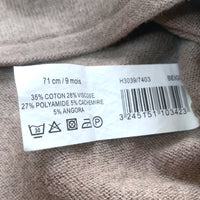 71 cm / 9 mois
H3039/7403
BEIGE
35% COTON 28% VISCOSE
27% POLYAMIDE 5% CACHEMIRE
5% ANGORA
30
3 245151 103423